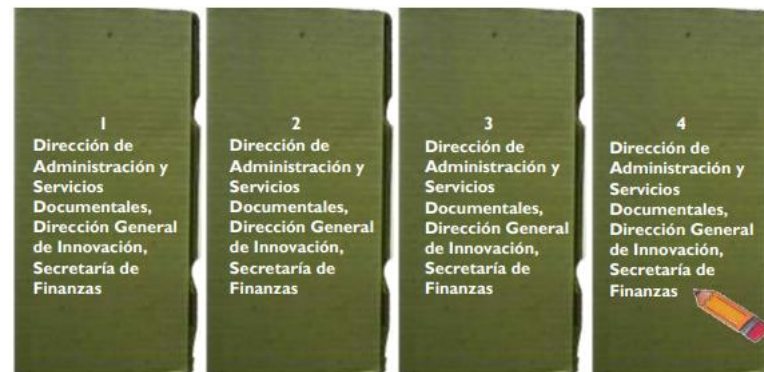 1
Dirección de
Administración y
Servicios
Documentales,
Dirección General
de Innovación,
Secretaría de
Finanzas
2
Dirección de
Administración y
Servicios
Documentales,
Dirección General
de Innovación,
Secretaría de
Finanzas
3
Dirección de
Administración y
Servicios
Documentales,
Dirección General
de Innovación,
Secretaría de
Finanzas
4
Dirección de
Administración y
Servicios
Documentales,
Dirección General
de Innovación,
Secretaría de
Finanzas